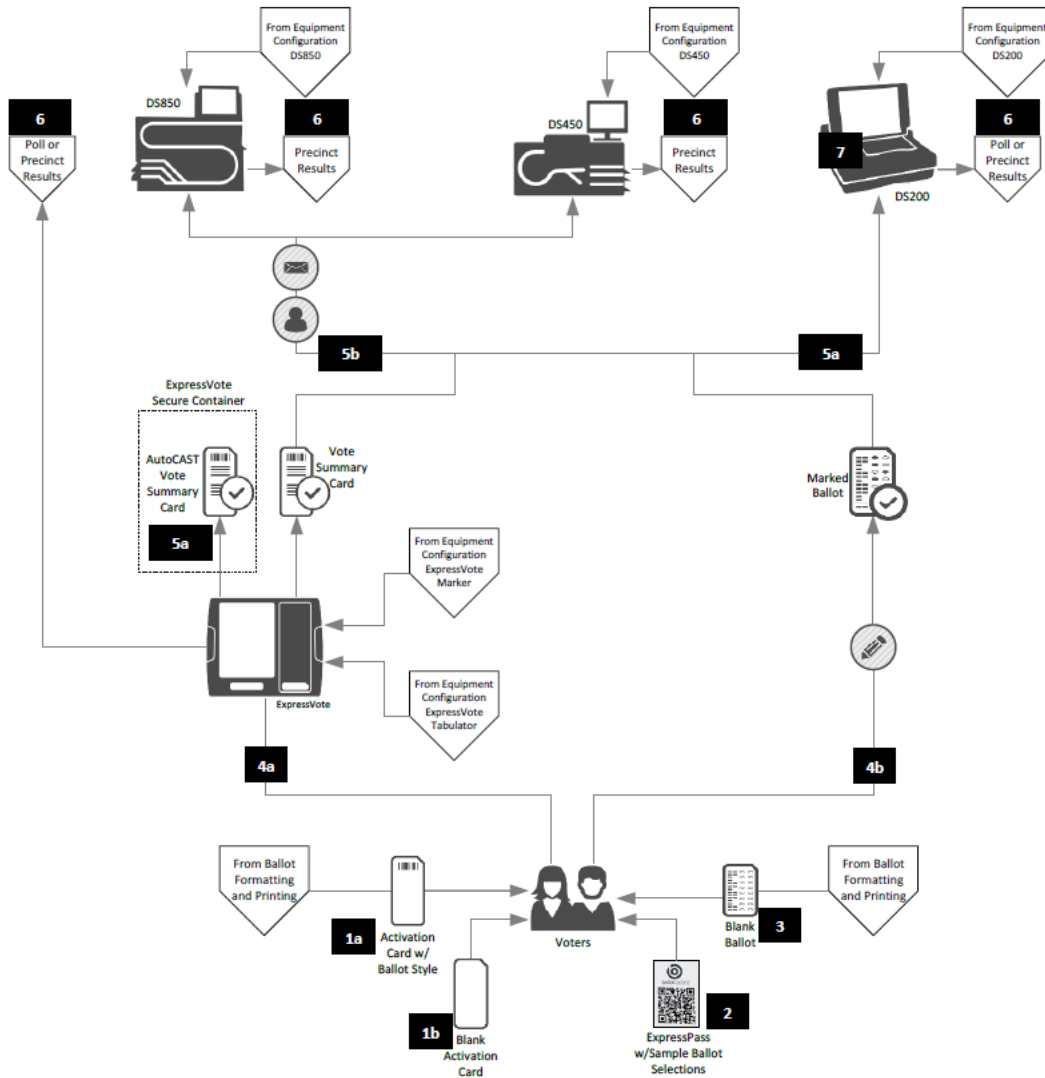 From Equipment
Configuration
DS850
From Equipment
Configuration
DS450
From Equipment
Configuration
DS200
DS850
6
Poll or
Precinct
Results
6
Precinct
Results
DS450
6
Precinct
Results
7
DS200
6
Poll or
Precinct
Results
5b
5a
ExpressVote
Secure Container
AutoCAST
Vote
Summary
Card
5a
Vote
Summary
Card
Marked
Ballot
From Equipment
Configuration
ExpressVote
Marker
From Equipment
Configuration
ExpressVote
Tabulator
ExpressVote
4a
4b
From Ballot
Formatting
and Printing
1a
Activation
Card w/
Ballot Style
Voters
Blank
Ballot
3
From Ballot
Formatting
and Printing
1b
Blank
Activation
Card
2
ExpressPass
w/Sample Ballot
Selections